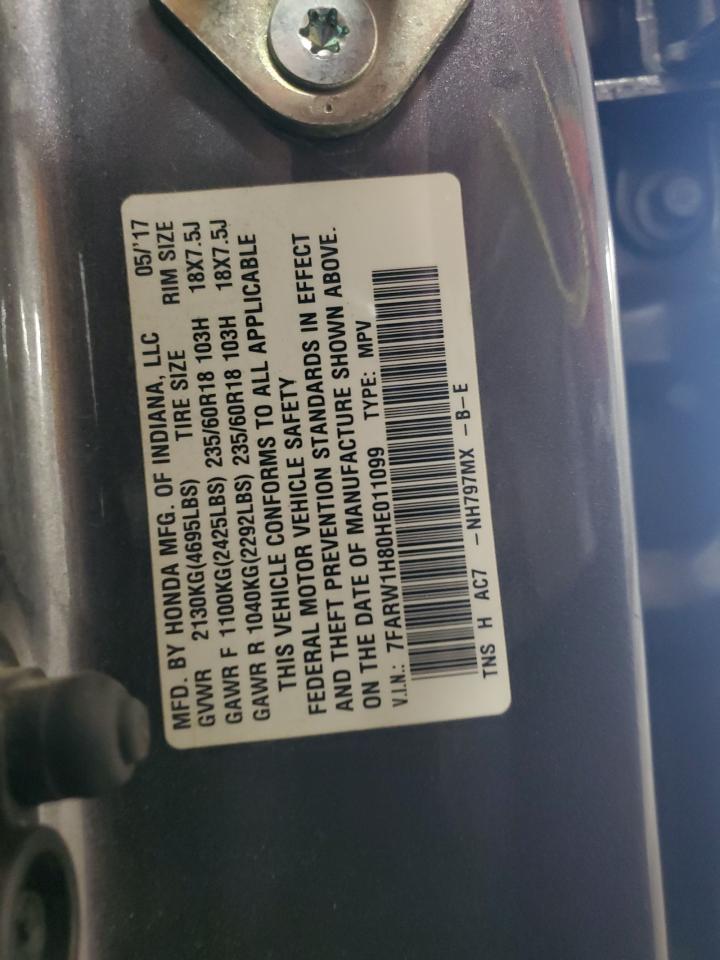 MFD. BY HONDA MFG. OF INDIANA, LLC 05/'17
GVWR 2130KG(4695LBS) TIRE SIZE RIM SIZE
GAWR F 1100KG(2425LBS) 235/60R18 103H 18X7.5J
GAWR R 1040KG(2292LBS) 235/60R18 103H 18X7.5J
THIS VEHICLE CONFORMS TO ALL APPLICABLE
FEDERAL MOTOR VEHICLE SAFETY
AND THEFT PREVENTION STANDARDS IN EFFECT
ON THE DATE OF MANUFACTURE SHOWN ABOVE.
V.I.N.: 7FARW1H80HE011099 TYPE: MPV
TNS H AC7 -NH797MX -B-E